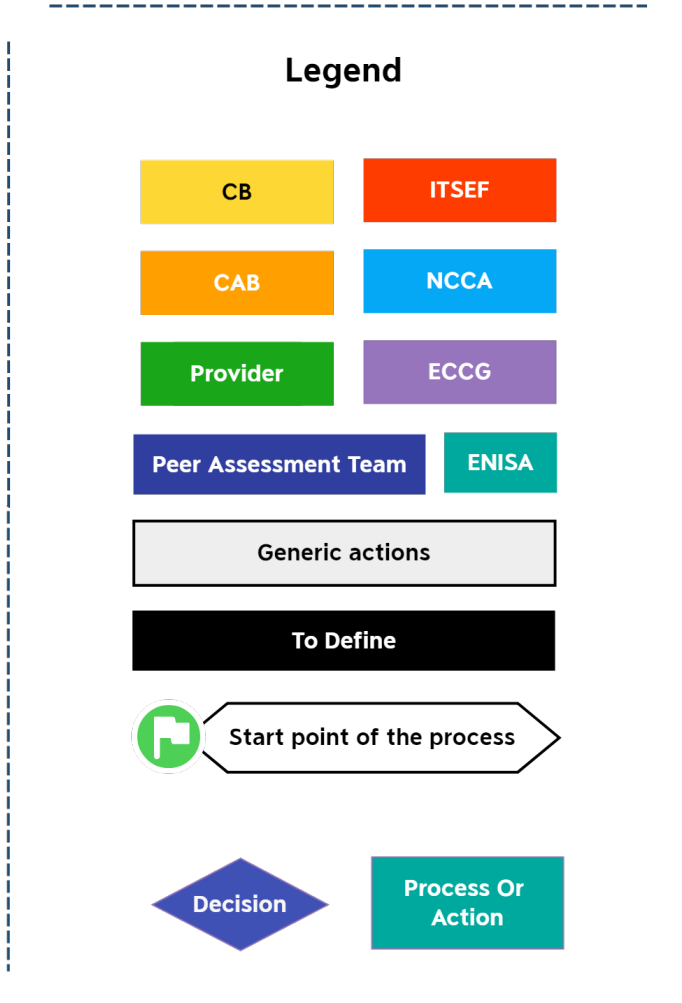 Legend
CB
ITSEF
CAB
NCCA
Provider
ECCG
Peer Assessment Team
ENISA
Generic actions
To Define
Start point of the process
Decision
Process Or
Action